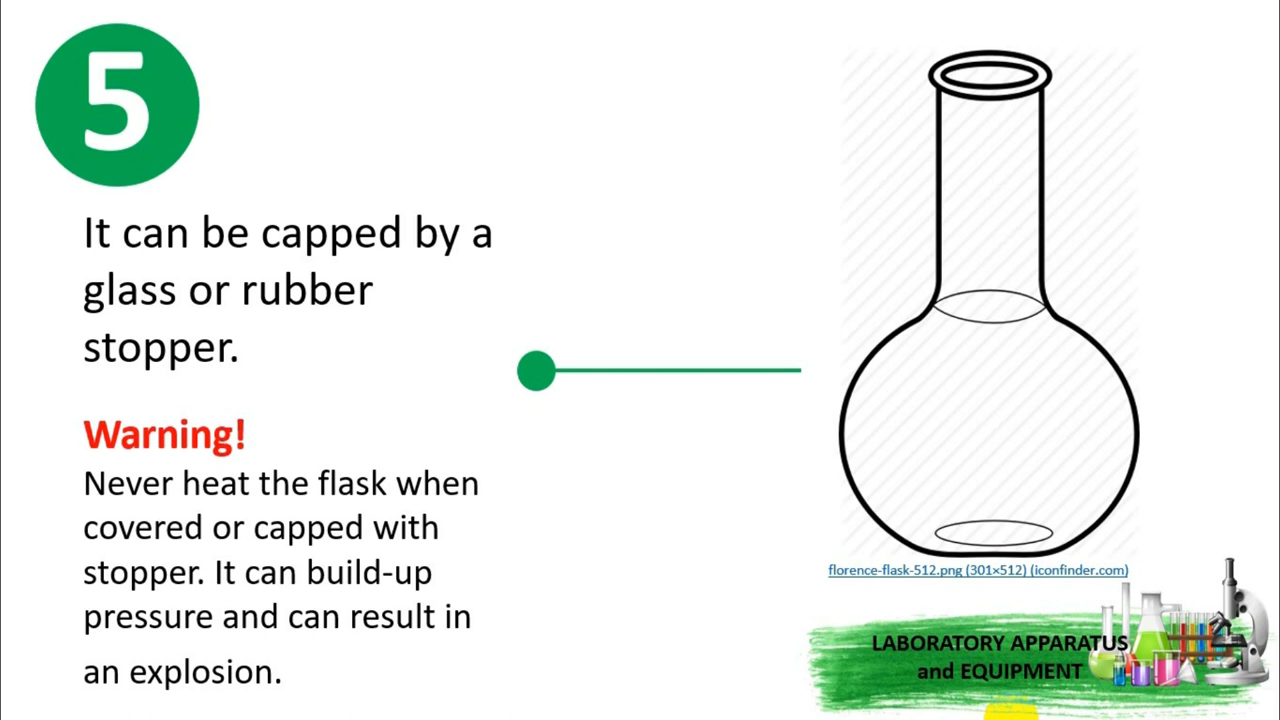 5
It can be capped by a
glass or rubber
stopper.
Warning!
Never heat the flask when
covered or capped with
stopper. It can build-up
pressure and can result in
an explosion.
florence-flask-512.png (301×512) (iconfinder.com)
LABORATORY APPARATUS
and EQUIPMENT